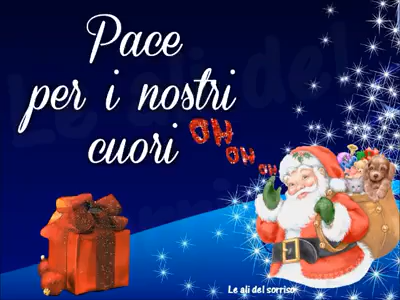 Pace
per i nostri
cuori
OH
OH
OH
Le ali del sorriso